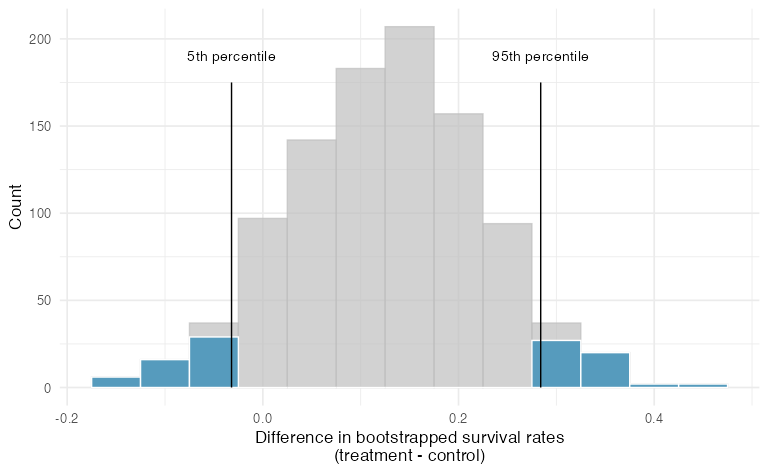 200
150
100
50
0
Count
5th percentile
95th percentile
-0.2
0.0
0.2
0.4
Difference in bootstrapped survival rates
(treatment - control)